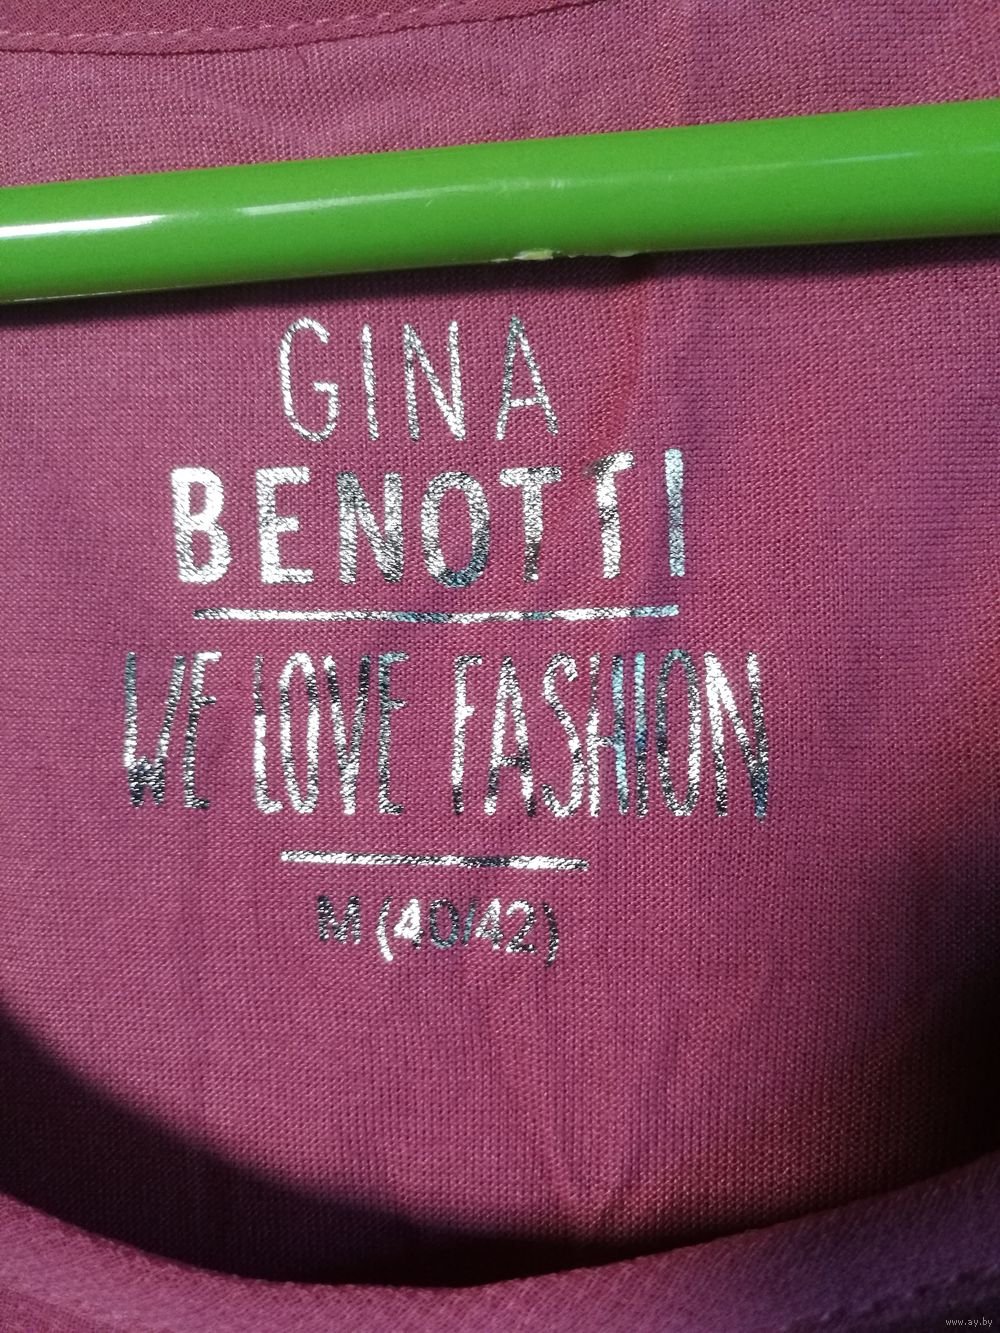 GINA
BENOTTI
WE LOVE FASHION
M (40/42)
www.ay.by